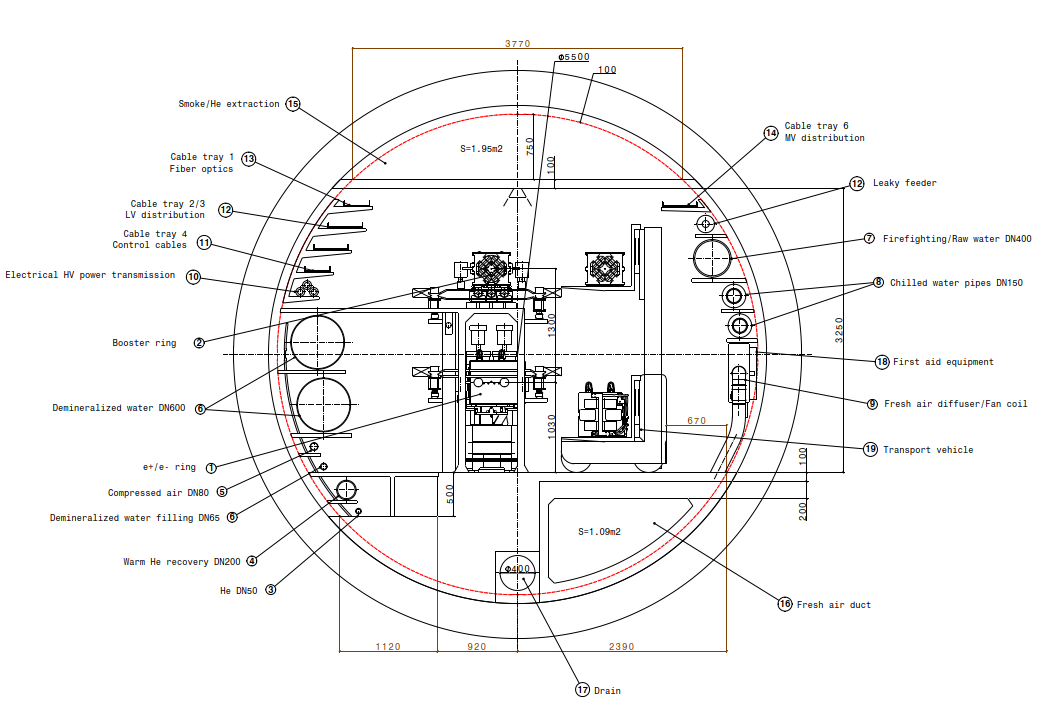 3770
Φ5500
100
Smoke/He extraction 15
S=1.95m2
750
100
14 Cable tray 6
MV distribution
Cable tray 1 13
Fiber optics
12 Leaky feeder
Cable tray 2/3 12
LV distribution
Cable tray 4 11
Control cables
7 Firefighting/Raw water DN400
Electrical HV power transmission 10
8 Chilled water pipes DN150
1300
3250
Booster ring 2
18 First aid equipment
Demineralized water DN600 6
9 Fresh air diffuser/Fan coil
1030
670
19 Transport vehicle
100
e+/e- ring 1
Compressed air DN80 5
500
200
Demineralized water filling DN65 6
S=1.09m2
Warm He recovery DN200 4
Φ400
He DN50 3
16 Fresh air duct
1120
920
2390
17 Drain